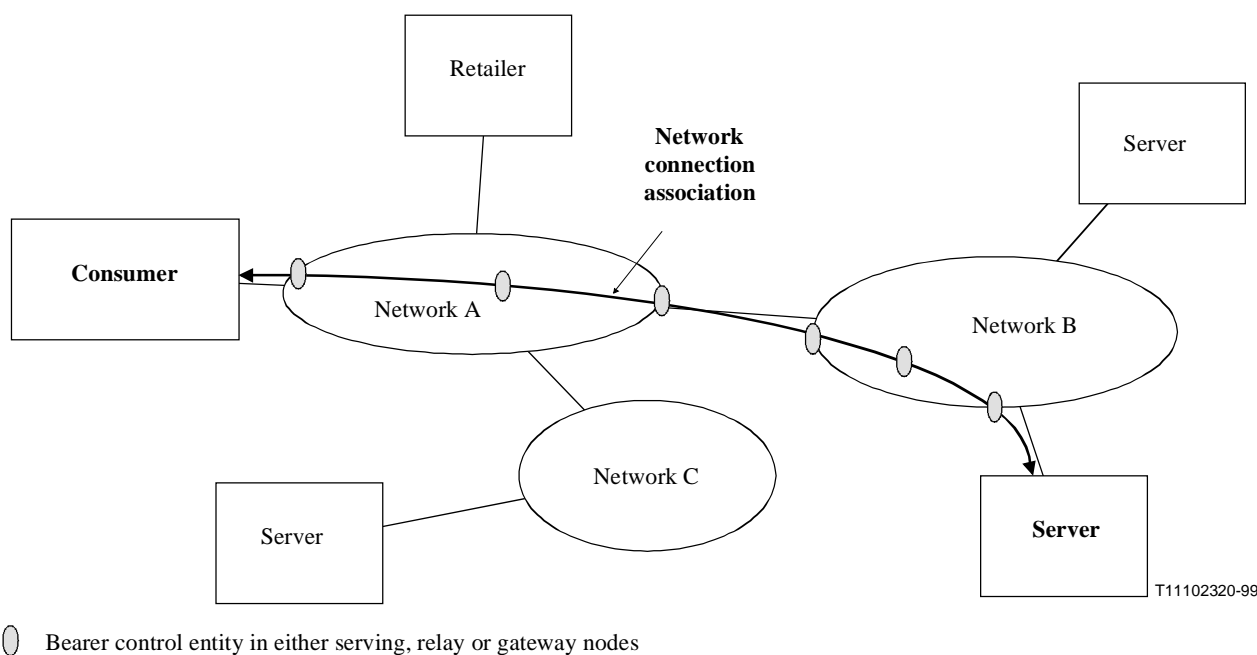 Retailer
Network
connection
association
Server
Consumer
Network A
Network B
Network C
Server
Server
T11102320-99
Bearer control entity in either serving, relay or gateway nodes